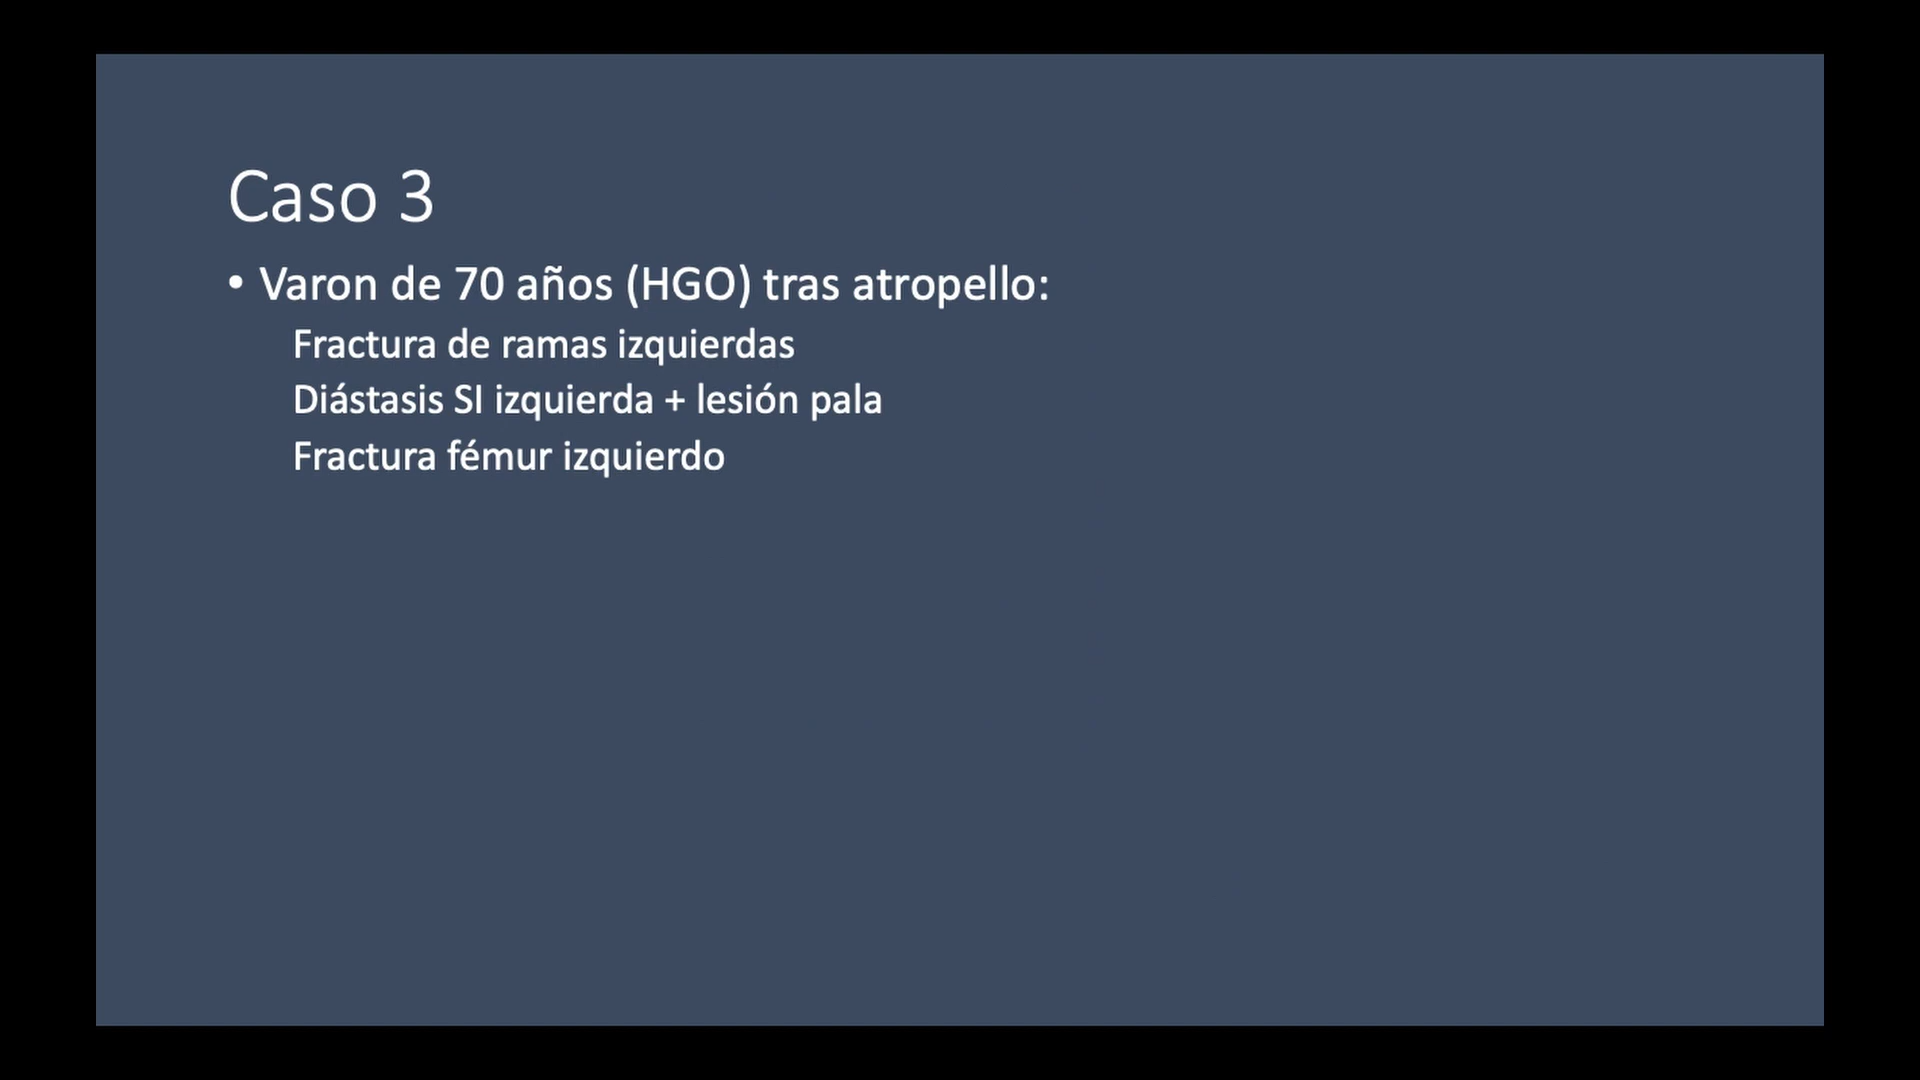 Caso 3
• Varon de 70 años (HGO) tras atropello:
Fractura de ramas izquierdas
Diástasis SI izquierda + lesión pala
Fractura fémur izquierdo